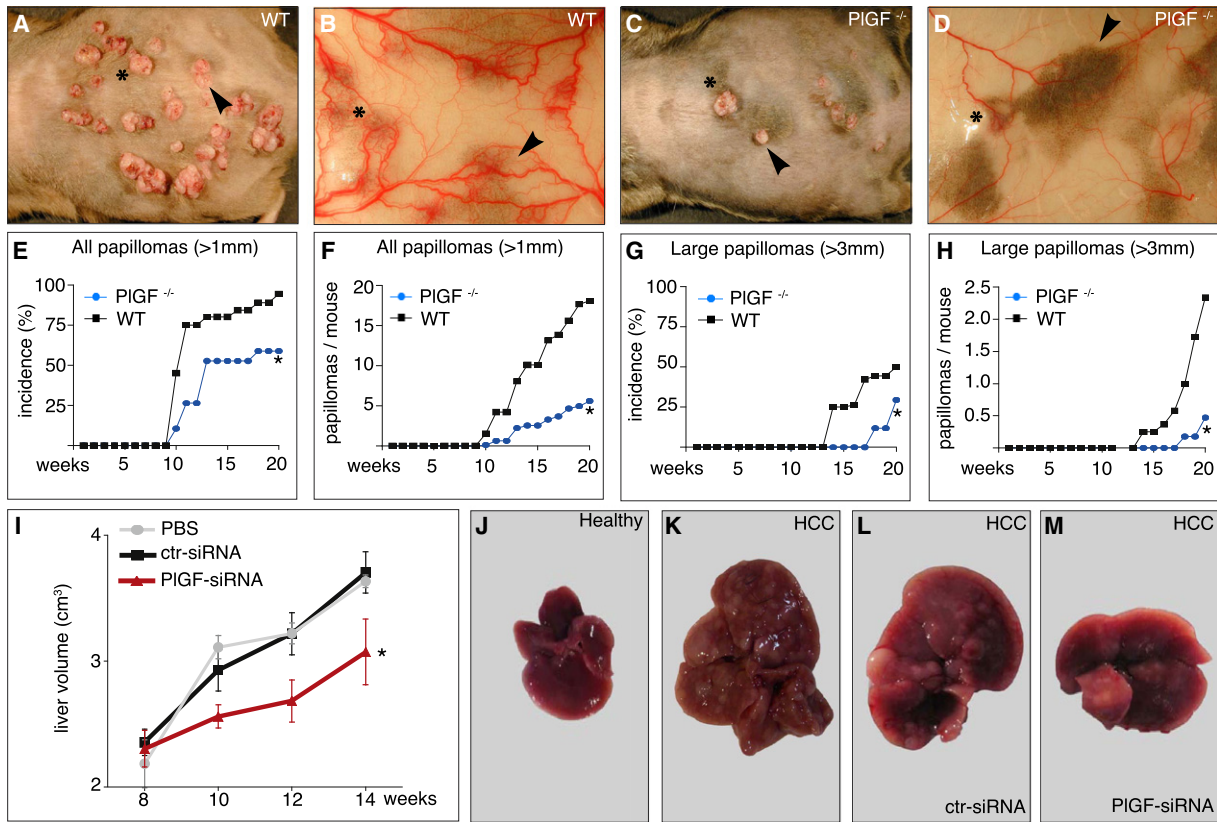 A
WT
B
WT
C
PlGF -/-
D
PlGF -/-
*
*
*
*
E
All papillomas (>1mm)
incidence (%)
100
75
50
25
PlGF -/-
WT
*
weeks
5
10
15
20
F
All papillomas (>1mm)
papillomas / mouse
20
15
10
5
PlGF -/-
WT
*
weeks
5
10
15
20
G
Large papillomas (>3mm)
incidence (%)
100
75
50
25
PlGF -/-
WT
*
weeks
5
10
15
20
H
Large papillomas (>3mm)
papillomas / mouse
2.5
2.0
1.5
1.0
0.5
PlGF -/-
WT
*
weeks
5
10
15
20
I
PBS
ctr-siRNA
PlGF-siRNA
liver volume (cm³)
4
3
2
*
8
10
12
14
weeks
J
Healthy
K
HCC
L
HCC
ctr-siRNA
M
HCC
PlGF-siRNA